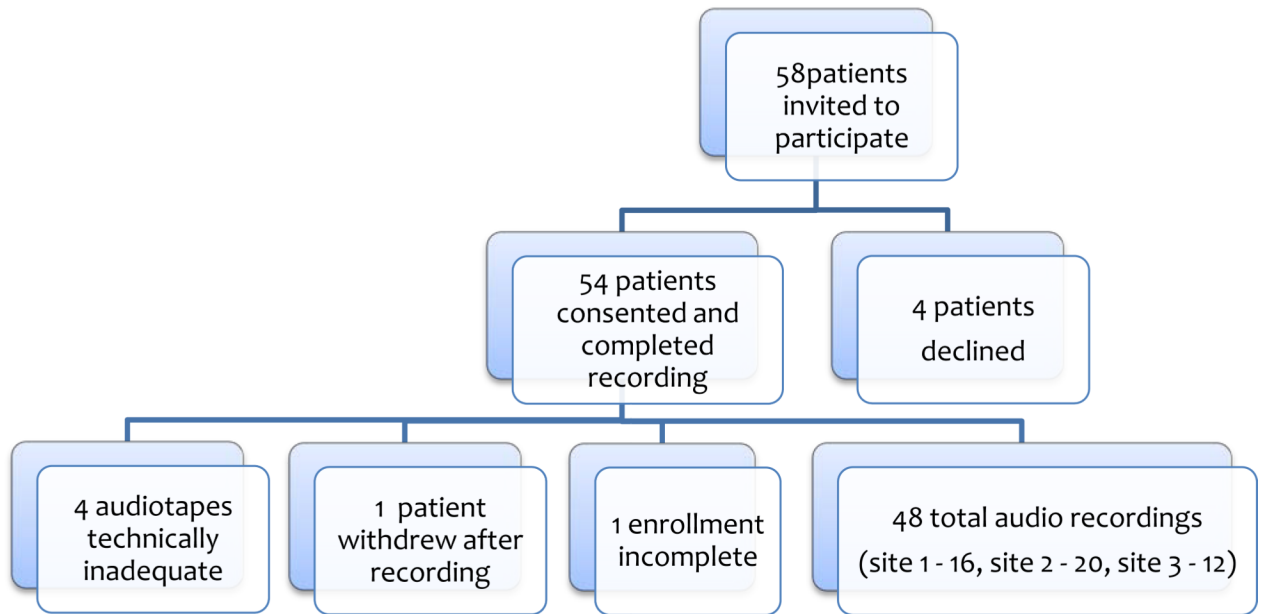 58patients
invited to
participate
54 patients
consented and
completed
recording
4 patients
declined
4 audiotapes
technically
inadequate
1 patient
withdrew after
recording
1 enrollment
incomplete
48 total audio recordings
(site 1 - 16, site 2 - 20, site 3 - 12)